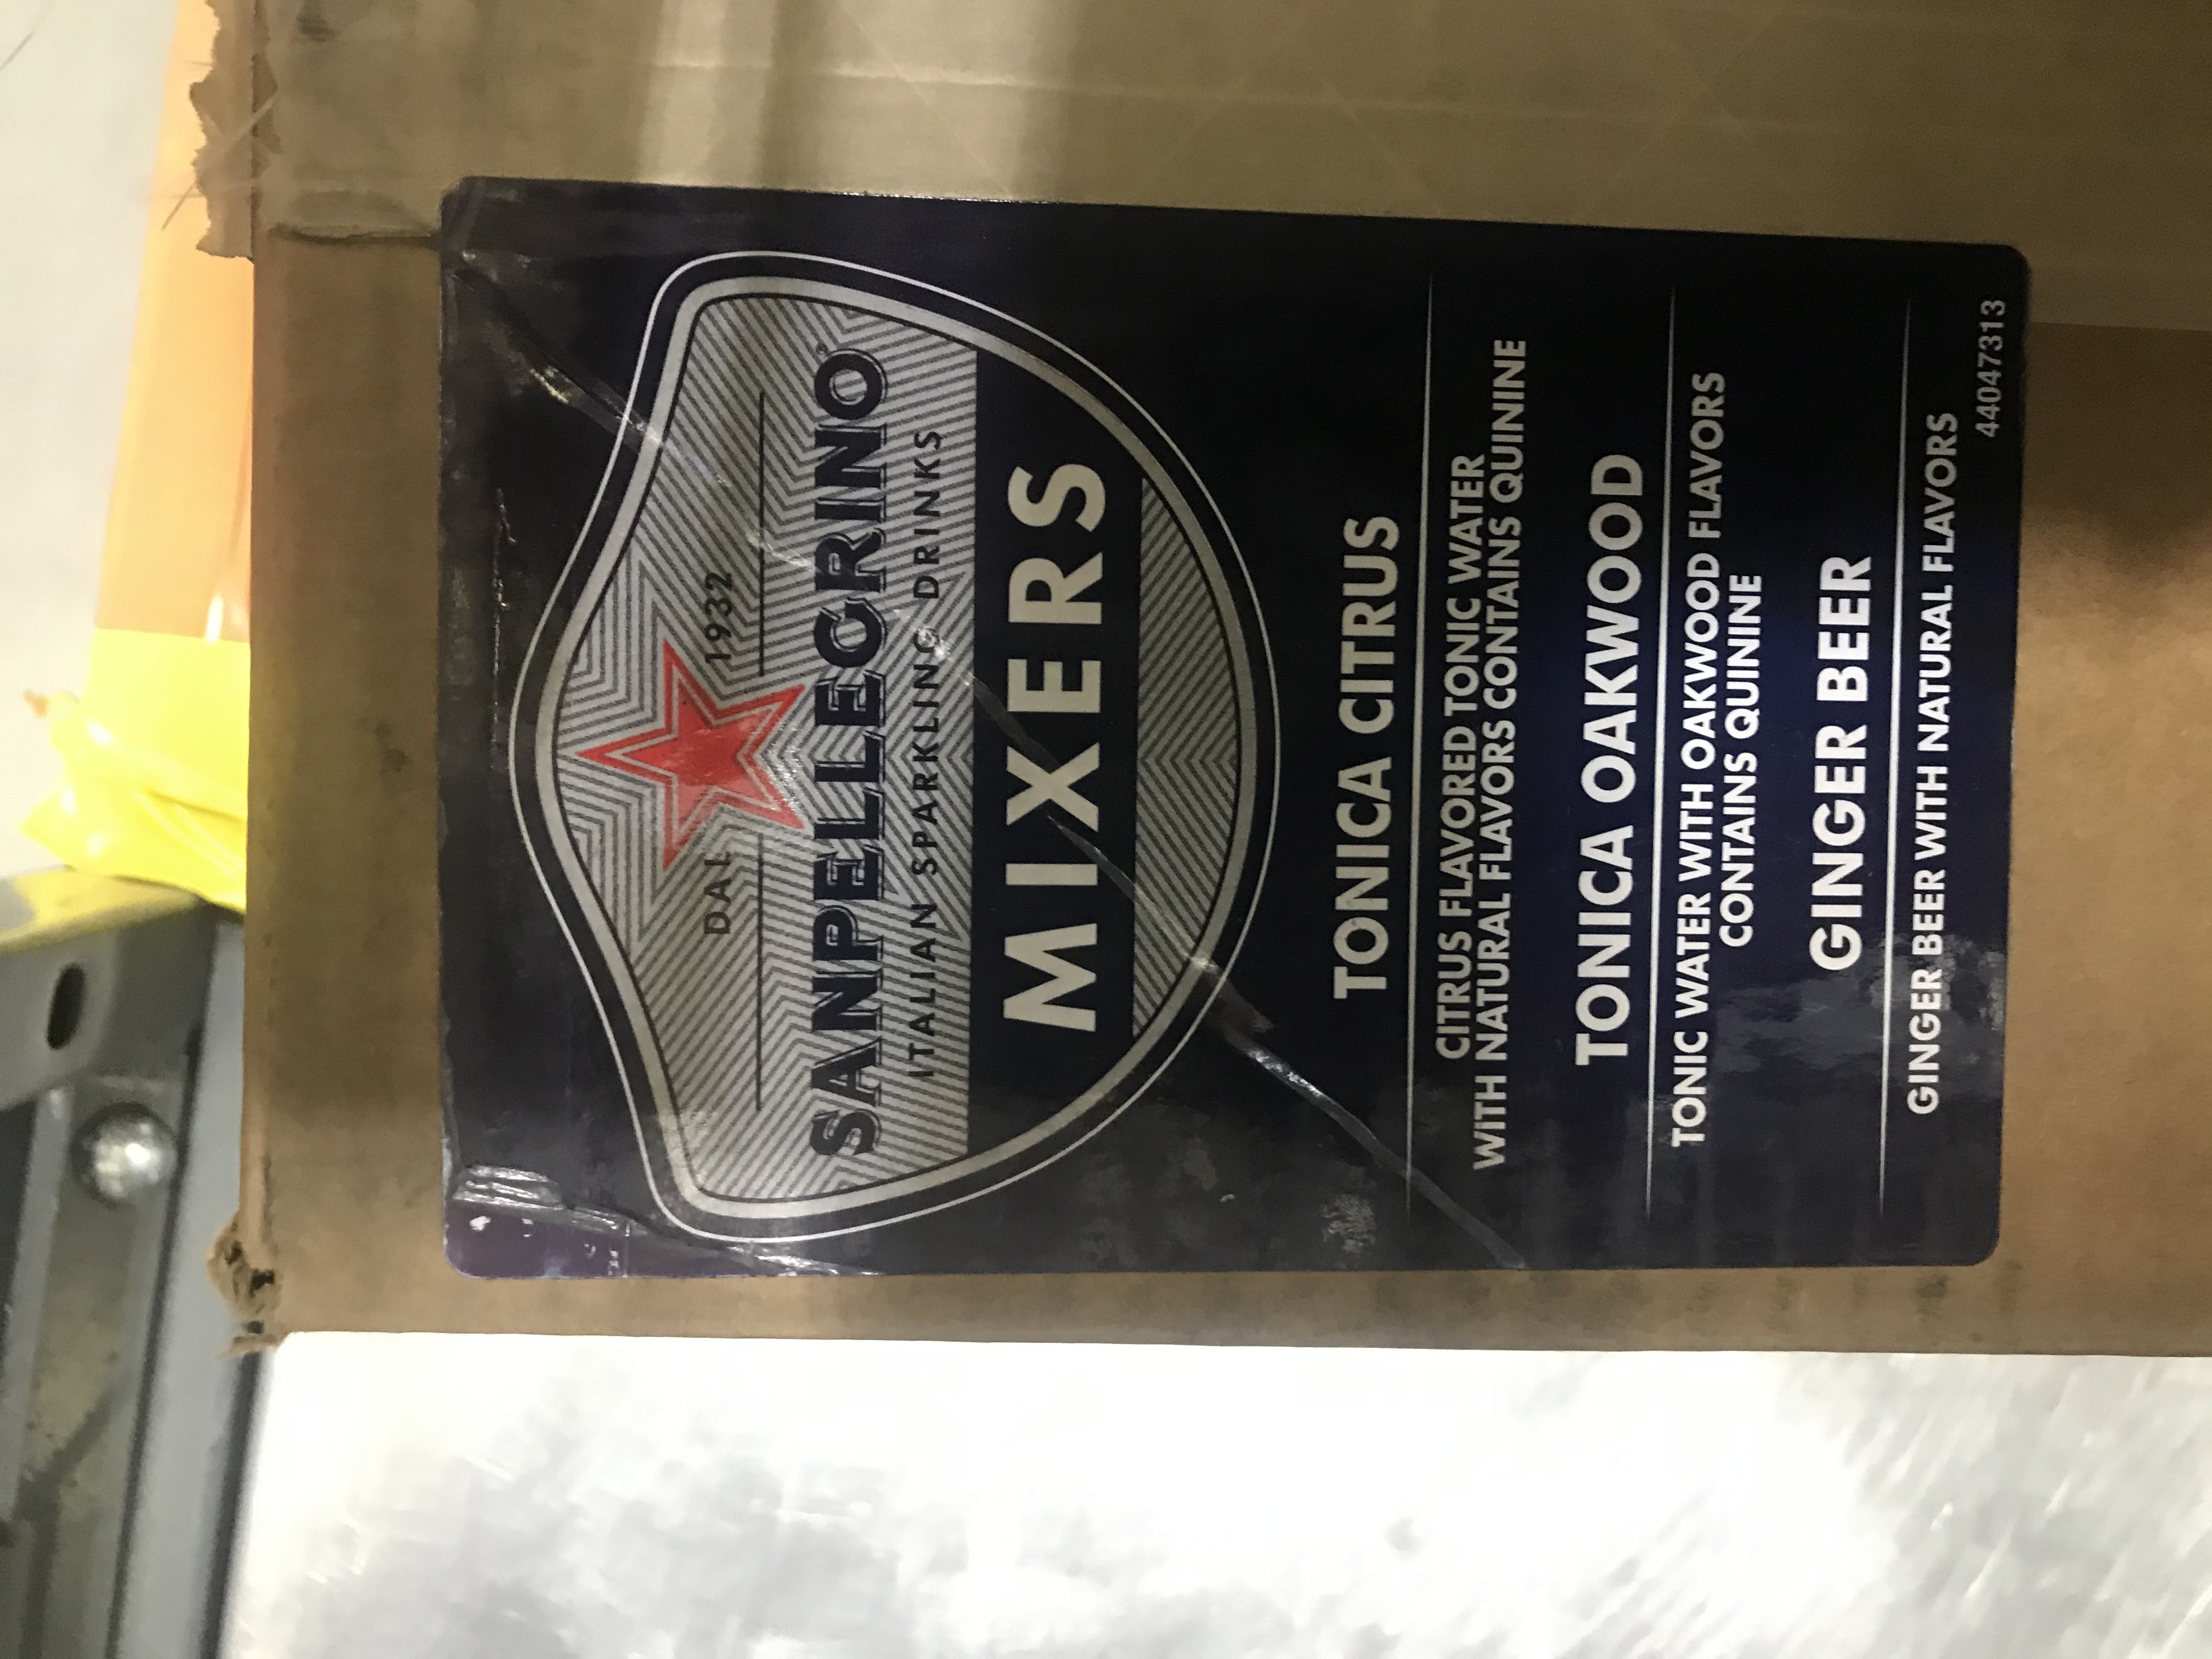 DAL 1932
SANPELLEGRINO®
ITALIAN SPARKLING DRINKS
MIXERS
TONICA CITRUS
CITRUS FLAVORED TONIC WATER
WITH NATURAL FLAVORS CONTAINS QUININE
TONICA OAKWOOD
TONIC WATER WITH OAKWOOD FLAVORS
CONTAINS QUININE
GINGER BEER
GINGER BEER WITH NATURAL FLAVORS
44047313